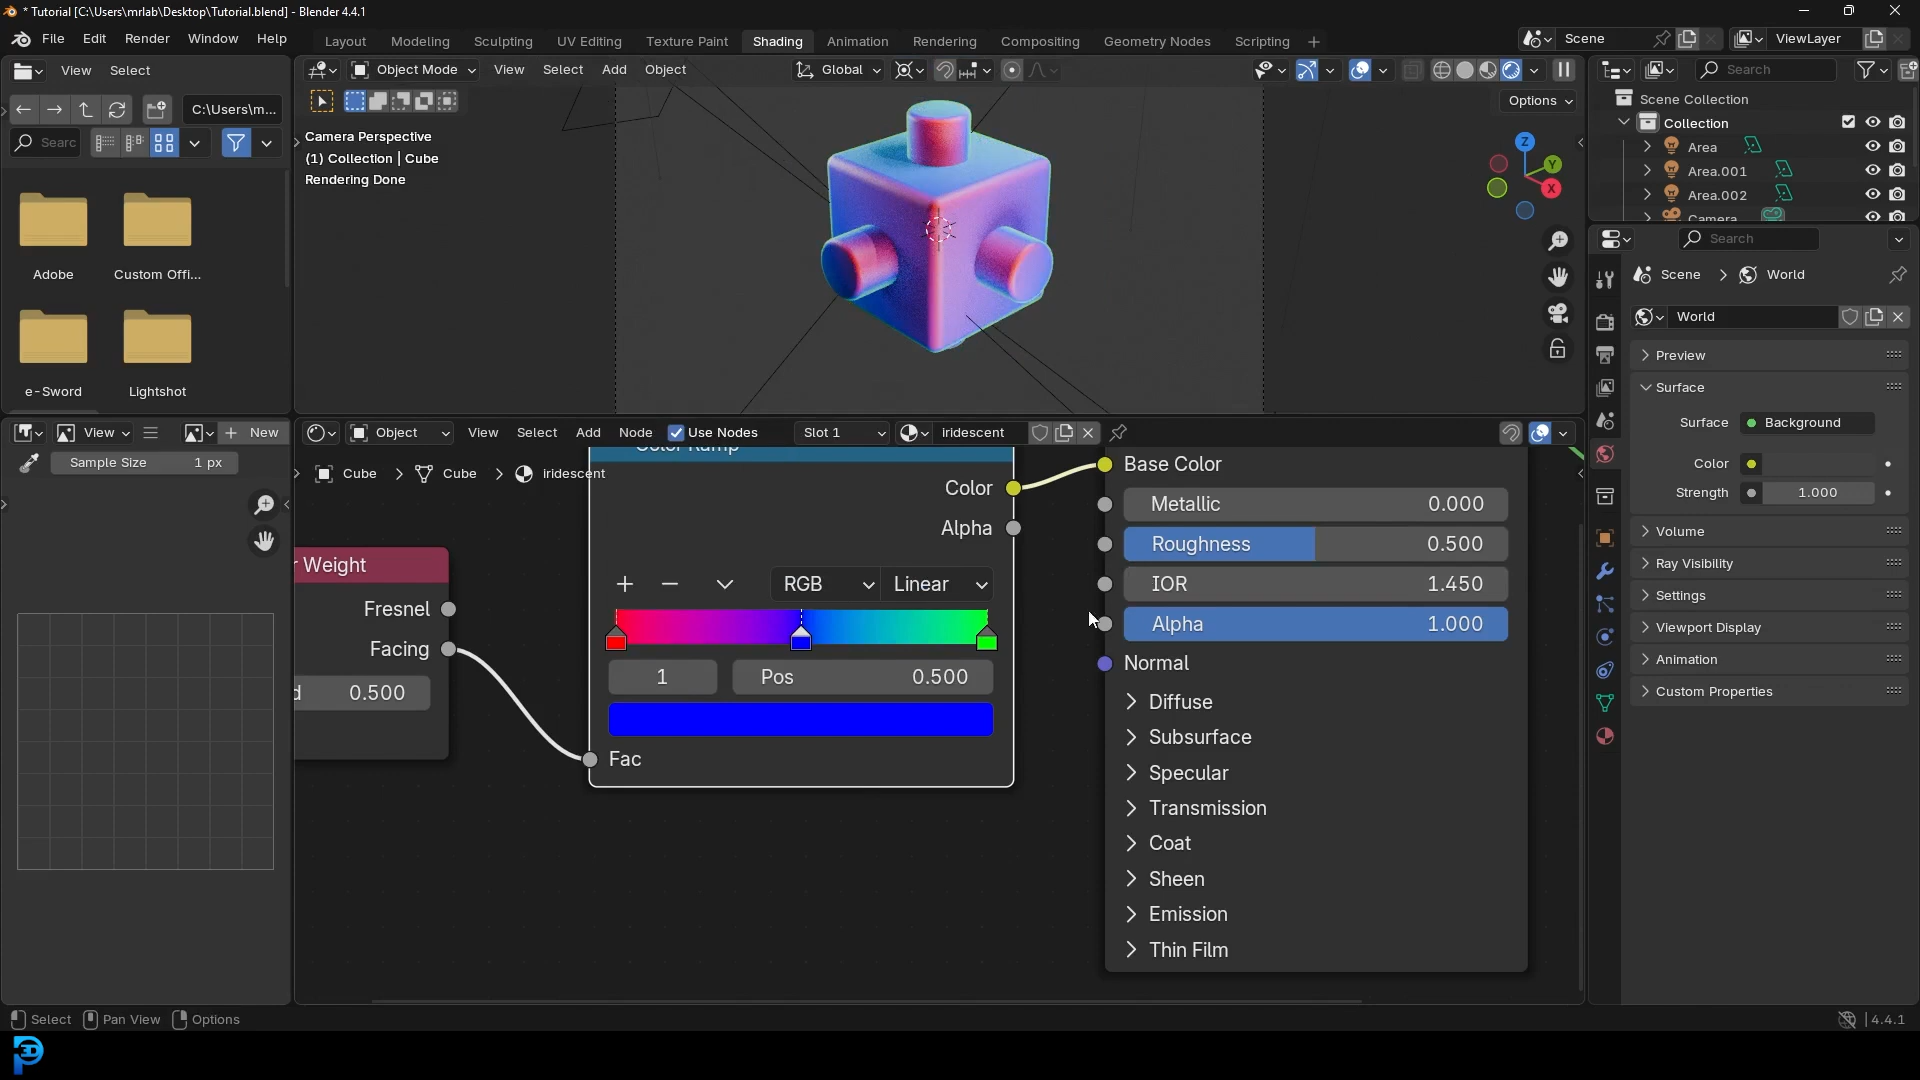 * Tutorial [C:\Users\mrlab\Desktop\Tutorial.blend] - Blender 4.4.1
File Edit Render Window Help
Layout Modeling Sculpting UV Editing Texture Paint Shading Animation Rendering Compositing Geometry Nodes Scripting +
Scene
ViewLayer
View Select
Object Mode View Select Add Object
Global
Search
C:\Users\m...
Searc
Options
Scene Collection
Collection
Area
Area.001
Area.002
Camera
Camera Perspective
(1) Collection | Cube
Rendering Done
Z
Y
X
Adobe
Custom Offi...
e-Sword
Lightshot
Search
Scene > World
World
Preview
Surface
Surface Background
Color
Strength 1.000
Volume
Ray Visibility
Settings
Viewport Display
Animation
Custom Properties
View
New
Sample Size 1 px
Object View Select Add Node Use Nodes Slot 1 iridescent
Cube > Cube > iridescent
r Weight
Fresnel
Facing
d 0.500
Color Ramp
Color
Alpha
RGB Linear
1 Pos 0.500
Fac
Base Color
Metallic 0.000
Roughness 0.500
IOR 1.450
Alpha 1.000
Normal
Diffuse
Subsurface
Specular
Transmission
Coat
Sheen
Emission
Thin Film
Select Pan View Options
4.4.1
3D